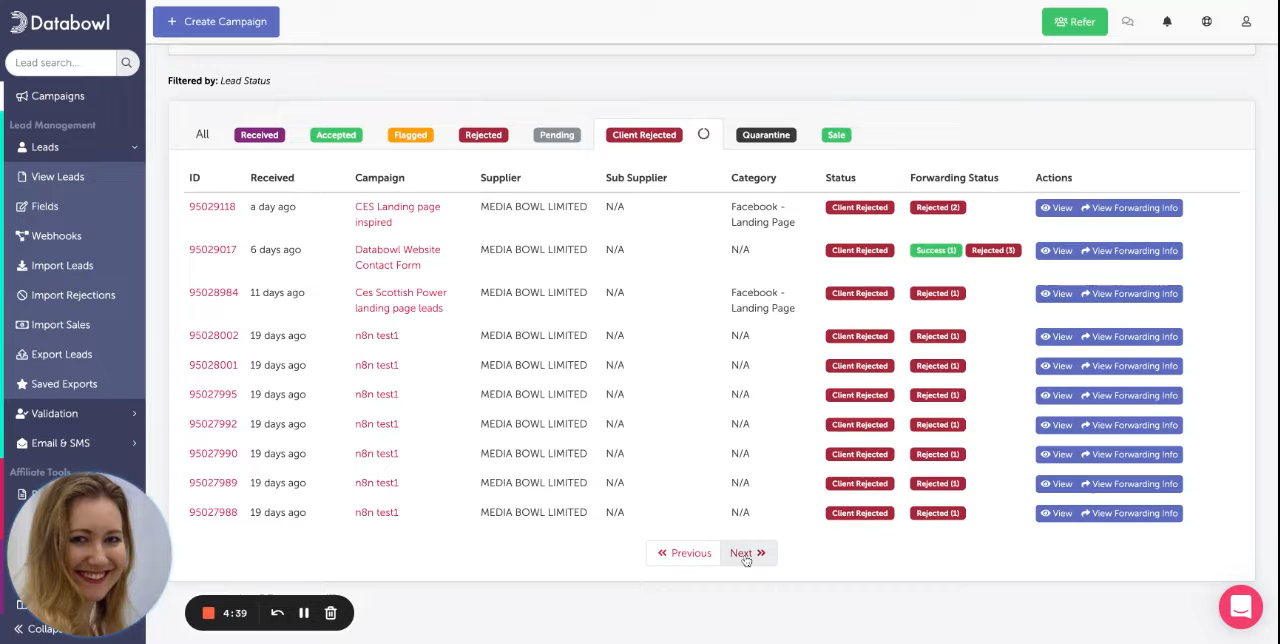 Databowl
+ Create Campaign
Refer
Lead search...
Campaigns
Lead Management
Leads
View Leads
Fields
Webhooks
Import Leads
Import Rejections
Import Sales
Export Leads
Saved Exports
Validation
Email & SMS
Affiliate Tools
Filtered by: Lead Status
All Received Accepted Flagged Rejected Pending Client Rejected Quarantine Sale
ID Received Campaign Supplier Sub Supplier Category Status Forwarding Status Actions
95029118 a day ago CES Landing page inspired MEDIA BOWL LIMITED N/A Facebook - Landing Page Client Rejected Rejected (2) View View Forwarding Info
95029017 6 days ago Databowl Website Contact Form MEDIA BOWL LIMITED N/A N/A Client Rejected Success (1) Rejected (3) View View Forwarding Info
95028984 11 days ago Ces Scottish Power landing page leads MEDIA BOWL LIMITED N/A Facebook - Landing Page Client Rejected Rejected (1) View View Forwarding Info
95028002 19 days ago n8n test1 MEDIA BOWL LIMITED N/A N/A Client Rejected Rejected (1) View View Forwarding Info
95028001 19 days ago n8n test1 MEDIA BOWL LIMITED N/A N/A Client Rejected Rejected (1) View View Forwarding Info
95027995 19 days ago n8n test1 MEDIA BOWL LIMITED N/A N/A Client Rejected Rejected (1) View View Forwarding Info
95027992 19 days ago n8n test1 MEDIA BOWL LIMITED N/A N/A Client Rejected Rejected (1) View View Forwarding Info
95027990 19 days ago n8n test1 MEDIA BOWL LIMITED N/A N/A Client Rejected Rejected (1) View View Forwarding Info
95027989 19 days ago n8n test1 MEDIA BOWL LIMITED N/A N/A Client Rejected Rejected (1) View View Forwarding Info
95027988 19 days ago n8n test1 MEDIA BOWL LIMITED N/A N/A Client Rejected Rejected (1) View View Forwarding Info
« Previous Next »
4:39